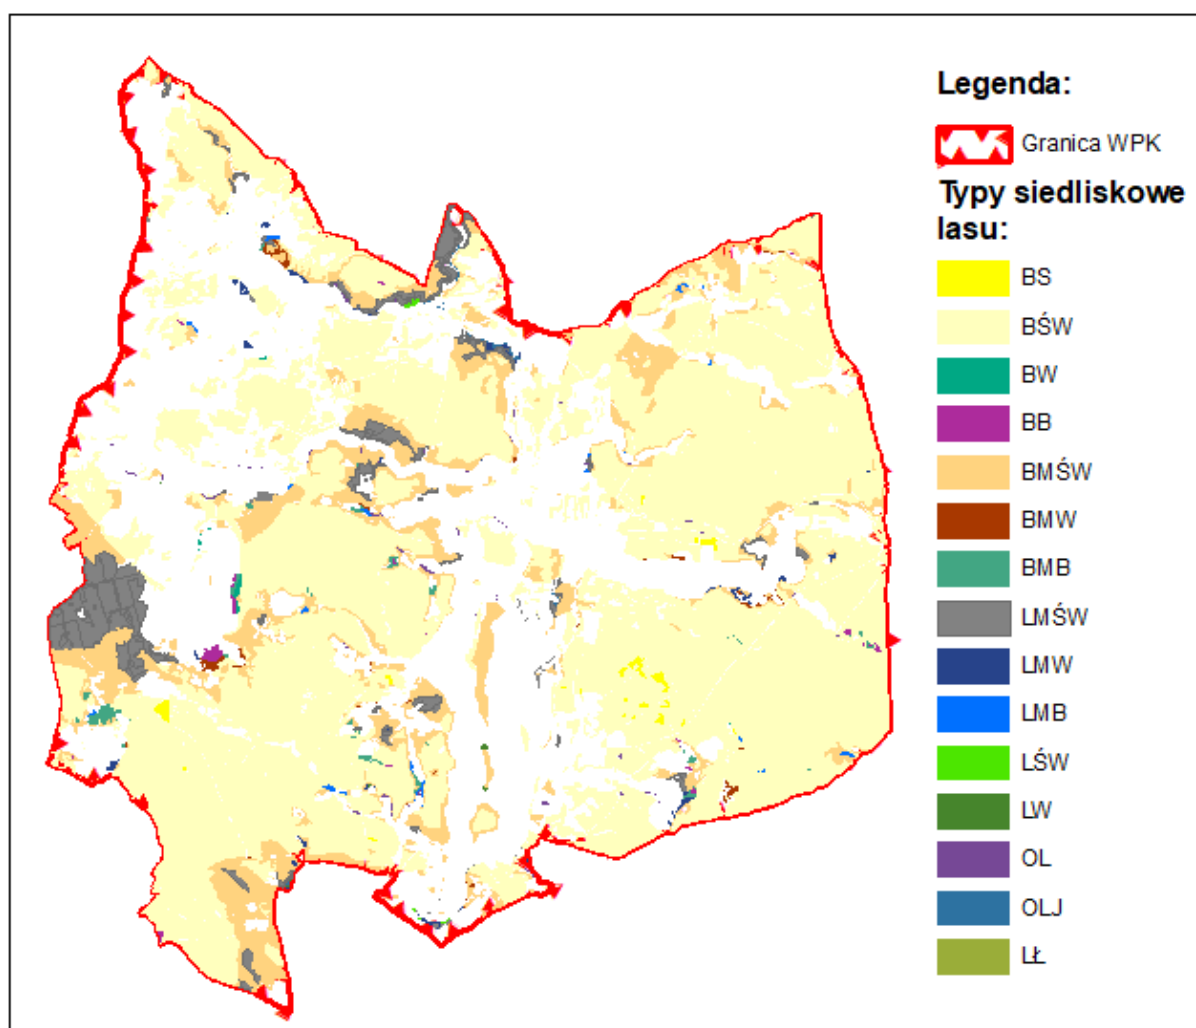 Legenda:
Granica WPK
Typy siedliskowe
lasu:
BS
BŚW
BW
BB
BMŚW
BMW
BMB
LMŚW
LMW
LMB
LŚW
LW
OL
OLJ
LŁ